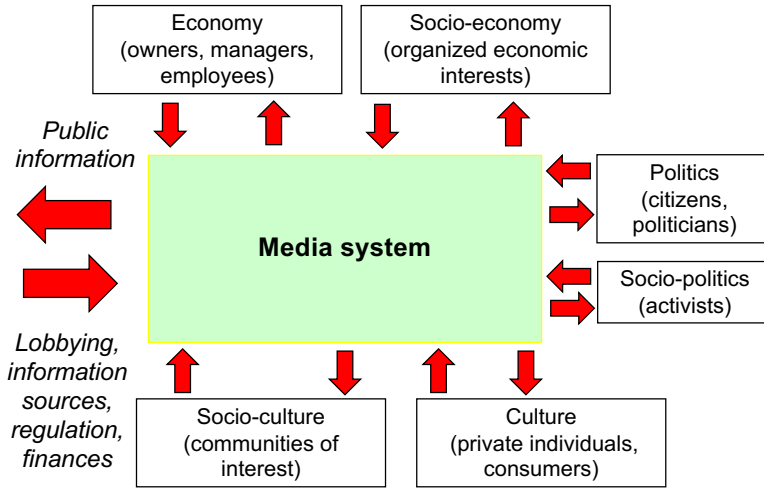 Economy
(owners, managers,
employees)
Socio-economy
(organized economic
interests)
Public
information
Politics
(citizens,
politicians)
Media system
Socio-politics
(activists)
Lobbying,
information
sources,
regulation,
finances
Socio-culture
(communities of
interest)
Culture
(private individuals,
consumers)